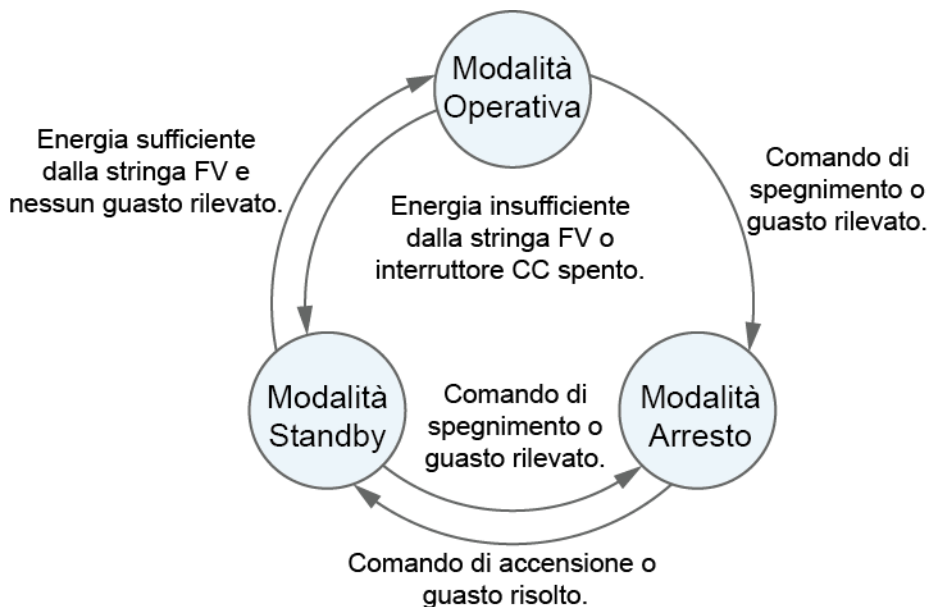 Modalità
Operativa
Energia sufficiente
dalla stringa FV e
nessun guasto rilevato.
Comando di
spegnimento o
guasto rilevato.
Energia insufficiente
dalla stringa FV o
interruttore CC spento.
Modalità
Standby
Comando di
spegnimento o
guasto rilevato.
Modalità
Arresto
Comando di accensione o
guasto risolto.